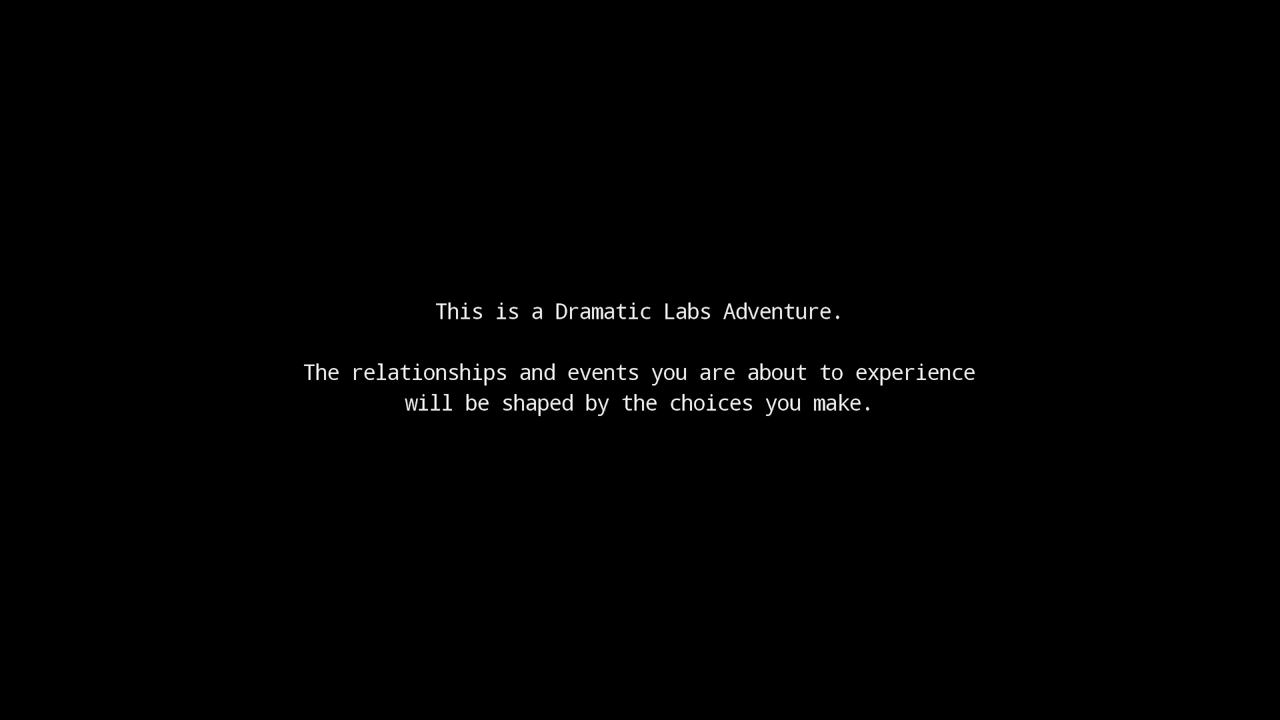 This is a Dramatic Labs Adventure.
The relationships and events you are about to experience
will be shaped by the choices you make.